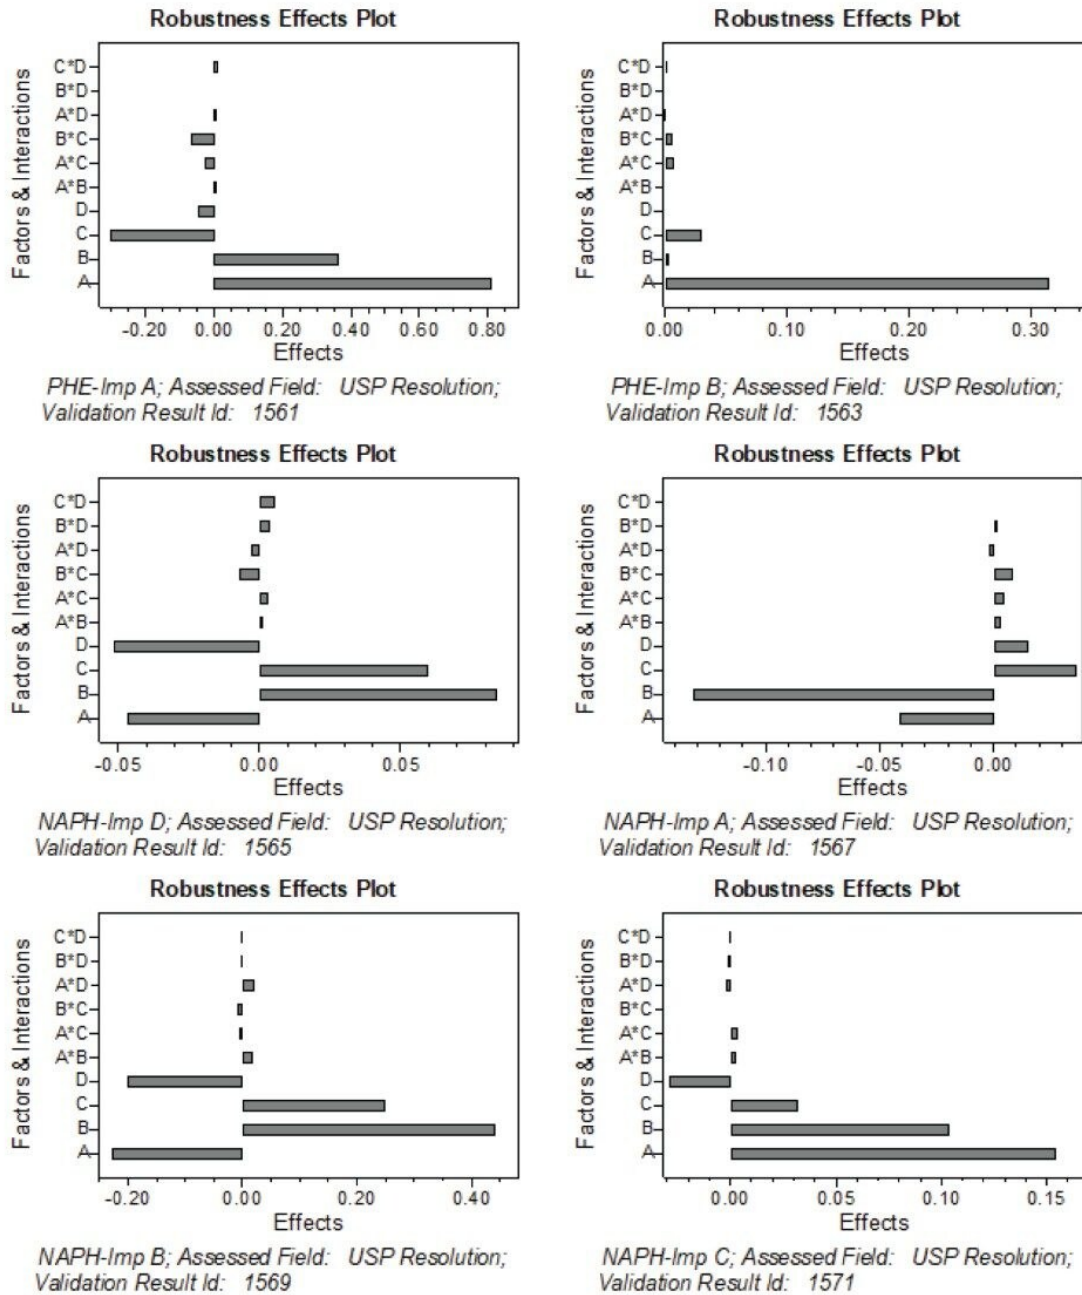 Robustness Effects Plot
Factors & Interactions
C*D
B*D
A*D
B*C
A*C
A*B
D
C
B
A
-0.20 0.00 0.20 0.40 0.60 0.80
Effects
PHE-Imp A; Assessed Field: USP Resolution;
Validation Result Id: 1561
Robustness Effects Plot
Factors & Interactions
C*D
B*D
A*D
B*C
A*C
A*B
D
C
B
A
0.00 0.10 0.20 0.30
Effects
PHE-Imp B; Assessed Field: USP Resolution;
Validation Result Id: 1563
Robustness Effects Plot
Factors & Interactions
C*D
B*D
A*D
B*C
A*C
A*B
D
C
B
A
-0.05 0.00 0.05
Effects
NAPH-Imp D; Assessed Field: USP Resolution;
Validation Result Id: 1565
Robustness Effects Plot
Factors & Interactions
C*D
B*D
A*D
B*C
A*C
A*B
D
C
B
A
-0.10 -0.05 0.00
Effects
NAPH-Imp A; Assessed Field: USP Resolution;
Validation Result Id: 1567
Robustness Effects Plot
Factors & Interactions
C*D
B*D
A*D
B*C
A*C
A*B
D
C
B
A
-0.20 0.00 0.20 0.40
Effects
NAPH-Imp B; Assessed Field: USP Resolution;
Validation Result Id: 1569
Robustness Effects Plot
Factors & Interactions
C*D
B*D
A*D
B*C
A*C
A*B
D
C
B
A
0.00 0.05 0.10 0.15
Effects
NAPH-Imp C; Assessed Field: USP Resolution;
Validation Result Id: 1571